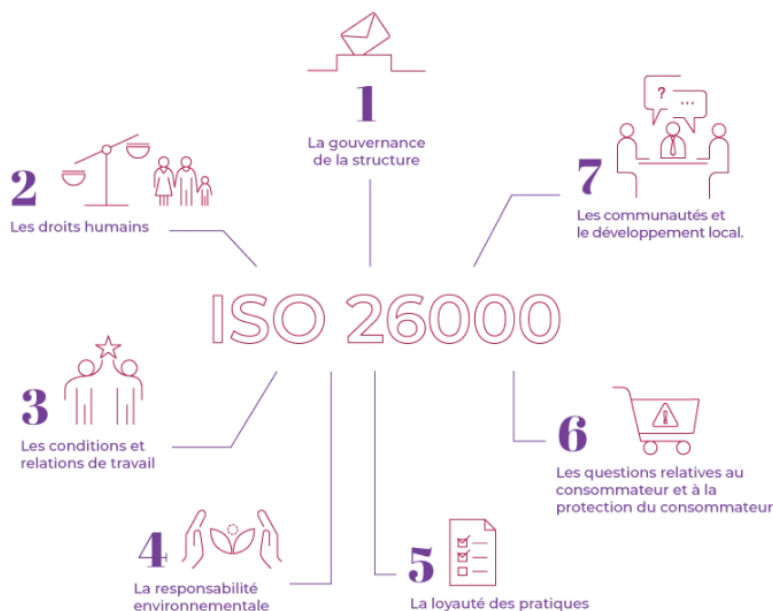 1
La gouvernance
de la structure
2
Les droits humains
3
Les conditions et
relations de travail
4
La responsabilité
environnementale
5
La loyauté des pratiques
6
Les questions relatives au
consommateur et à la
protection du consommateur
7
? ...
Les communautés et
le développement local.
ISO 26000